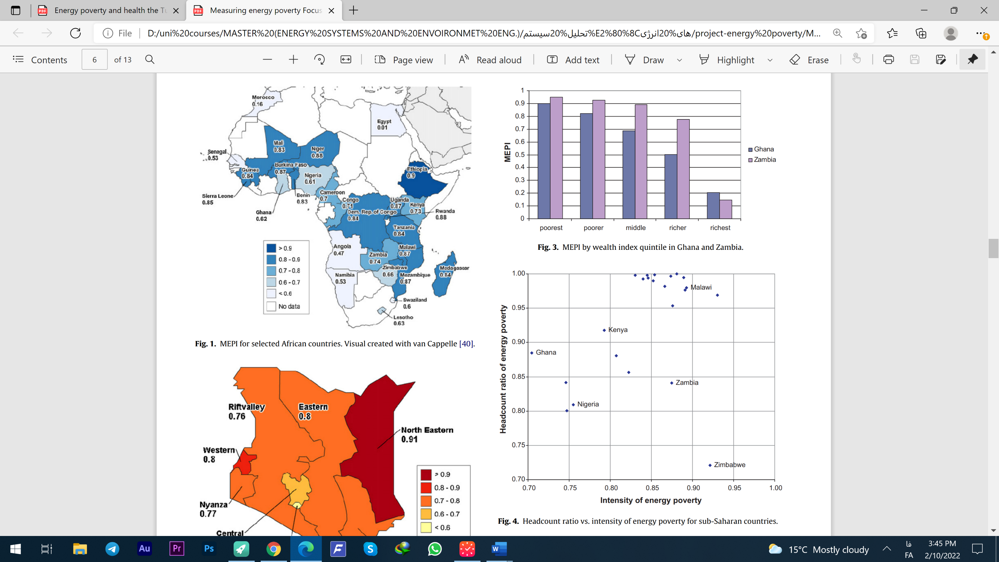 Energy poverty and health the Tu
Measuring energy poverty Focus
File
D:/uni%20courses/MASTER%20(ENERGY%20SYSTEMS%20AND%20ENVOIRONMET%20ENG.)/تحلیل%20سیستم%E2%80%8Cهای%20انرژی/project-energy%20poverty/M...
Contents
6
of 13
Page view
Read aloud
Add text
Draw
Highlight
Erase
Morocco
0.16
Egypt
0.01
Mali
0.83
Niger
0.88
Senegal
0.53
Burkina Faso
0.87
Guinea
0.84
Nigeria
0.61
Ethiopia
0.9
Sierra Leone
0.85
Benin
0.83
Cameroon
0.7
Congo
0.71
Uganda
0.87
Kenya
0.73
Ghana
0.62
Dem. Rep. of Congo
0.84
Rwanda
0.88
Tanzania
0.84
Angola
0.47
Malawi
0.87
Zambia
0.74
Zimbabwe
0.66
Mozambique
0.87
Madagascar
0.84
Namibia
0.53
Swaziland
0.6
Lesotho
0.63
> 0.9
0.8 - 0.9
0.7 - 0.8
0.6 - 0.7
< 0.6
No data
Fig. 1. MEPI for selected African countries. Visual created with van Cappelle [40].
Riftvalley
0.76
Eastern
0.8
North Eastern
0.91
Western
0.8
Nyanza
0.77
Central
> 0.9
0.8 - 0.9
0.7 - 0.8
0.6 - 0.7
< 0.6
MEPI
1
0.9
0.8
0.7
0.6
0.5
0.4
0.3
0.2
0.1
0
poorest poorer middle richer richest
Ghana
Zambia
Fig. 3. MEPI by wealth index quintile in Ghana and Zambia.
Headcount ratio of energy poverty
1.00
0.95
0.90
0.85
0.80
0.75
0.70
Malawi
Kenya
Ghana
Zambia
Nigeria
Zimbabwe
0.70 0.75 0.80 0.85 0.90 0.95 1.00
Intensity of energy poverty
Fig. 4. Headcount ratio vs. intensity of energy poverty for sub-Saharan countries.
Au
Pr
Ps
15°C Mostly cloudy
فا
FA
3:45 PM
2/10/2022